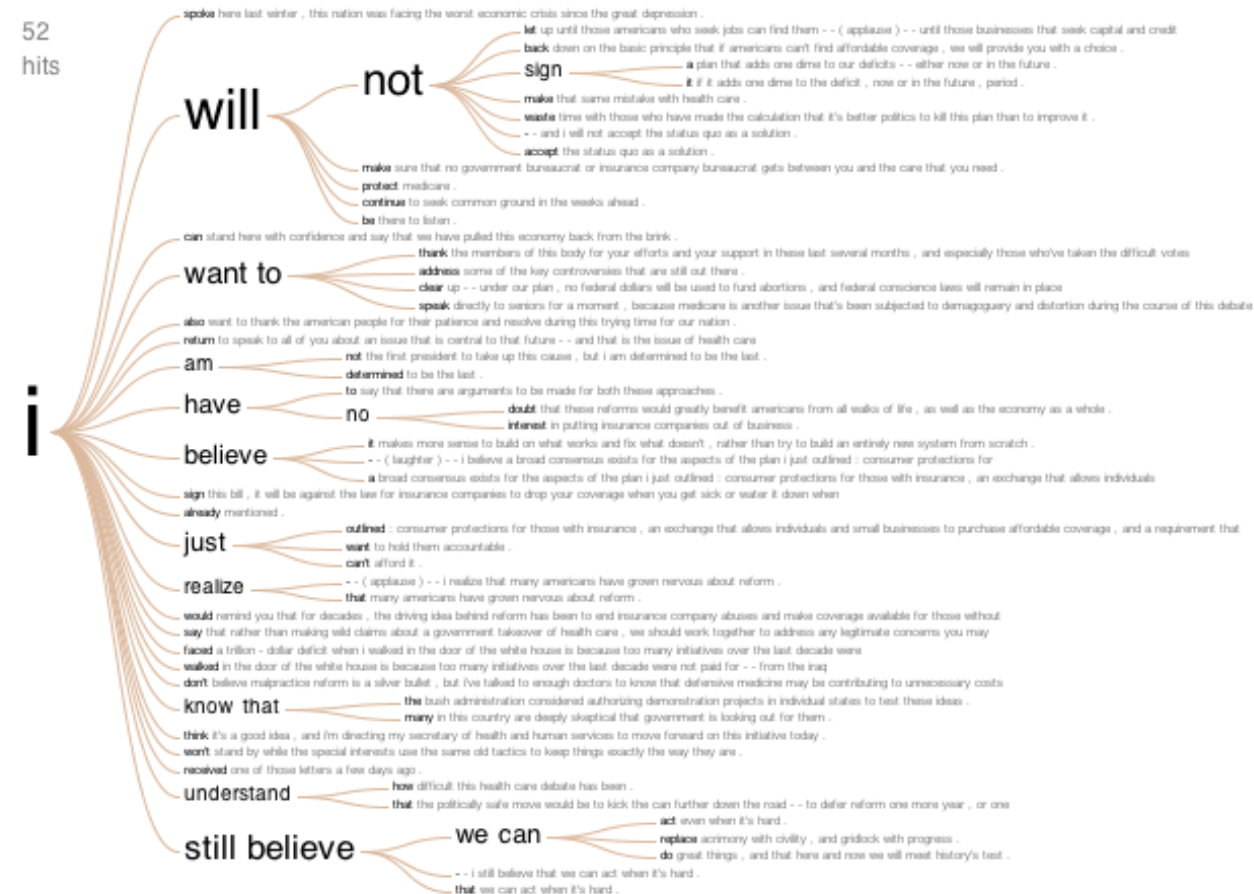 52
hits
spoke here last winter , this nation was facing the worst economic crisis since the great depression .
let up until those americans who seek jobs can find them - - ( applause ) - - until those businesses that seek capital and credit
back down on the basic principle that if americans can't find affordable coverage , we will provide you with a choice .
not
sign
a plan that adds one dime to our deficits - - either now or in the future .
it if it adds one dime to the deficit , now or in the future , period .
will
make that same mistake with health care .
waste time with those who have made the calculation that it's better politics to kill this plan than to improve it .
- - and i will not accept the status quo as a solution .
accept the status quo as a solution .
make sure that no government bureaucrat or insurance company bureaucrat gets between you and the care that you need .
protect medicare .
continue to seek common ground in the weeks ahead .
be there to listen .
can stand here with confidence and say that we have pulled this economy back from the brink .
want to
thank the members of this body for your efforts and your support in these last several months , and especially those who've taken the difficult votes
address some of the key controversies that are still out there .
clear up - - under our plan , no federal dollars will be used to fund abortions , and federal conscience laws will remain in place
speak directly to seniors for a moment , because medicare is another issue that's been subjected to demagoguery and distortion during the course of this debate
also want to thank the american people for their patience and resolve during this trying time for our nation .
return to speak to all of you about an issue that is central to that future - - and that is the issue of health care
am
not the first president to take up this cause , but i am determined to be the last .
determined to be the last .
i
have
to say that there are arguments to be made for both these approaches .
no
doubt that these reforms would greatly benefit americans from all walks of life , as well as the economy as a whole .
interest in putting insurance companies out of business .
believe
it makes more sense to build on what works and fix what doesn't , rather than try to build an entirely new system from scratch .
- - ( laughter ) - - i believe a broad consensus exists for the aspects of the plan i just outlined : consumer protections for
a broad consensus exists for the aspects of the plan i just outlined : consumer protections for those with insurance , an exchange that allows individuals
sign this bill , it will be against the law for insurance companies to drop your coverage when you get sick or water it down when
already mentioned .
just
outlined : consumer protections for those with insurance , an exchange that allows individuals and small businesses to purchase affordable coverage , and a requirement that
want to hold them accountable .
can't afford it .
realize
- - ( applause ) - - i realize that many americans have grown nervous about reform .
that many americans have grown nervous about reform .
would remind you that for decades , the driving idea behind reform has been to end insurance company abuses and make coverage available for those without
say that rather than making wild claims about a government takeover of health care , we should work together to address any legitimate concerns you may
faced a trillion - dollar deficit when i walked in the door of the white house is because too many initiatives over the last decade were
walked in the door of the white house is because too many initiatives over the last decade were not paid for - - from the iraq
don't believe malpractice reform is a silver bullet , but i've talked to enough doctors to know that defensive medicine may be contributing to unnecessary costs
know that
the bush administration considered authorizing demonstration projects in individual states to test these ideas .
many in this country are deeply skeptical that government is looking out for them .
think it's a good idea , and i'm directing my secretary of health and human services to move forward on this initiative today .
won't stand by while the special interests use the same old tactics to keep things exactly the way they are .
received one of those letters a few days ago .
understand
how difficult this health care debate has been .
that the politically safe move would be to kick the can further down the road - - to defer reform one more year , or one
still believe
we can
act even when it's hard .
replace acrimony with civility , and gridlock with progress .
do great things , and that here and now we will meet history's test .
- - i still believe that we can act when it's hard .
that we can act when it's hard .